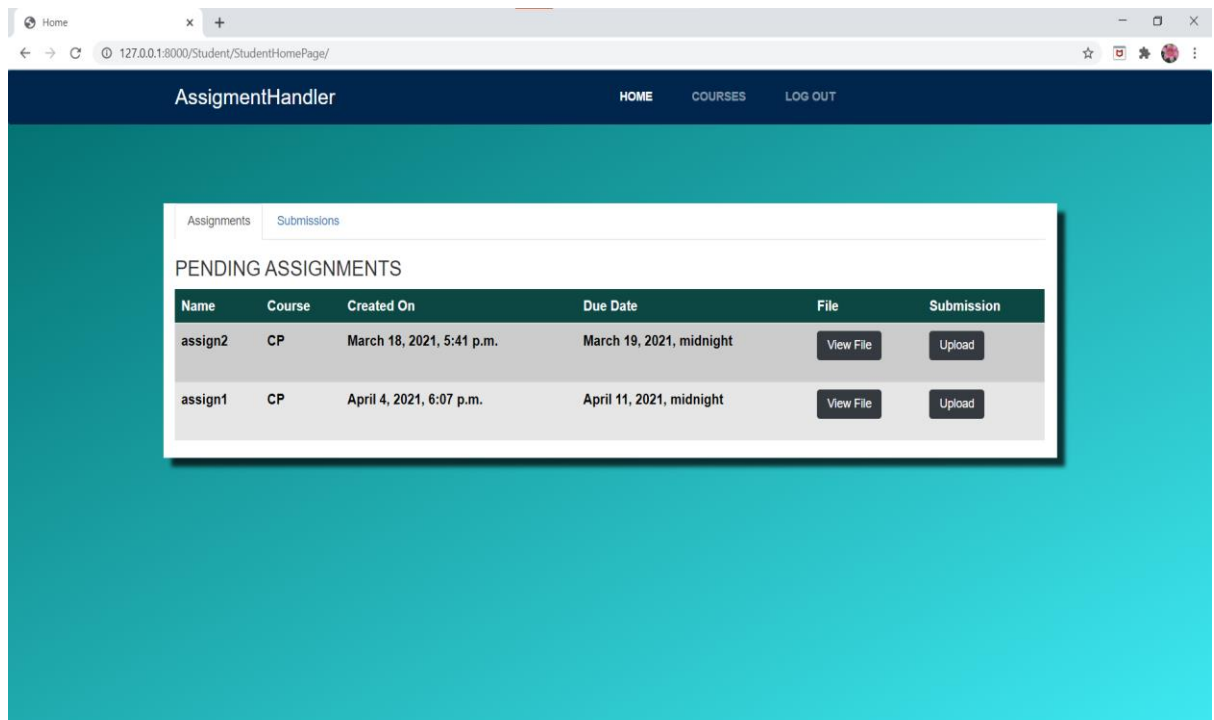 Home
127.0.0.1:8000/Student/StudentHomePage/
AssigmentHandler HOME COURSES LOG OUT
Assignments Submissions
PENDING ASSIGNMENTS
Name Course Created On Due Date File Submission
assign2 CP March 18, 2021, 5:41 p.m. March 19, 2021, midnight View File Upload
assign1 CP April 4, 2021, 6:07 p.m. April 11, 2021, midnight View File Upload